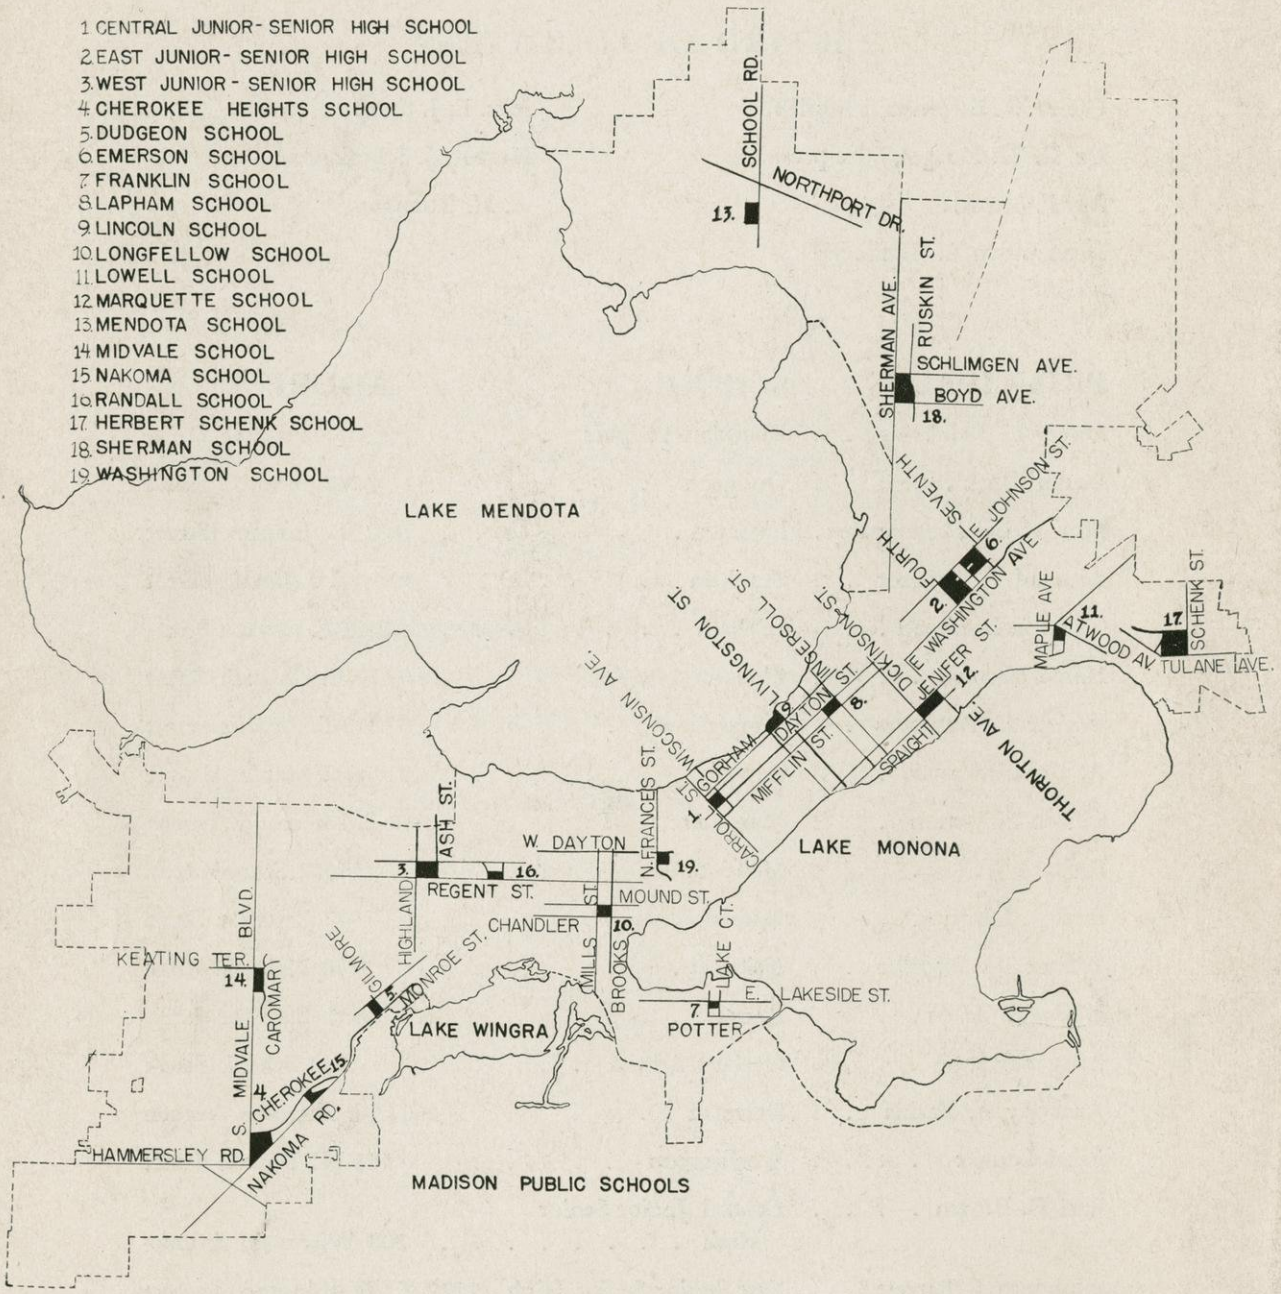 1 CENTRAL JUNIOR-SENIOR HIGH SCHOOL
2. EAST JUNIOR-SENIOR HIGH SCHOOL
3. WEST JUNIOR-SENIOR HIGH SCHOOL
4. CHEROKEE HEIGHTS SCHOOL
5. DUDGEON SCHOOL
6. EMERSON SCHOOL
7. FRANKLIN SCHOOL
8. LAPHAM SCHOOL
9. LINCOLN SCHOOL
10. LONGFELLOW SCHOOL
11. LOWELL SCHOOL
12. MARQUETTE SCHOOL
13. MENDOTA SCHOOL
14. MIDVALE SCHOOL
15. NAKOMA SCHOOL
16. RANDALL SCHOOL
17. HERBERT SCHENK SCHOOL
18. SHERMAN SCHOOL
19. WASHINGTON SCHOOL
SCHOOL RD.
NORTHPORT DR.
13.
SHERMAN AVE.
RUSKIN ST.
SCHLIMGEN AVE.
BOYD AVE.
18.
LAKE MENDOTA
SEVENTH
E JOHNSON ST.
FOURTH
6.
2.
E WASHINGTON AVE
MAPLE AVE
11.
ATWOOD AV.
17.
SCHENK ST.
TULANE AVE.
WISCONSIN AVE.
LIVINGSTON ST.
INGERSOLL ST.
DICKINSON ST.
JENIFER ST.
12.
THORNTON AVE.
9.
DAYTON ST.
8.
GORHAM ST.
MIFFLIN ST.
SPAIGHT
1
CARROLL
LAKE MONONA
N. FRANCES ST.
W. DAYTON
19.
ASH ST.
3.
16.
REGENT ST.
HIGHLAND
MOUND ST.
CHANDLER
10.
MILLS ST.
BROOKS
LAKE CT.
7.
E. LAKESIDE ST.
POTTER
GILMORE
5.
MONROE ST.
LAKE WINGRA
KEATING TER.
14.
CAROMAR
S. MIDVALE BLVD.
4
CHEROKEE
15.
NAKOMA RD.
HAMMERSLEY RD.
MADISON PUBLIC SCHOOLS